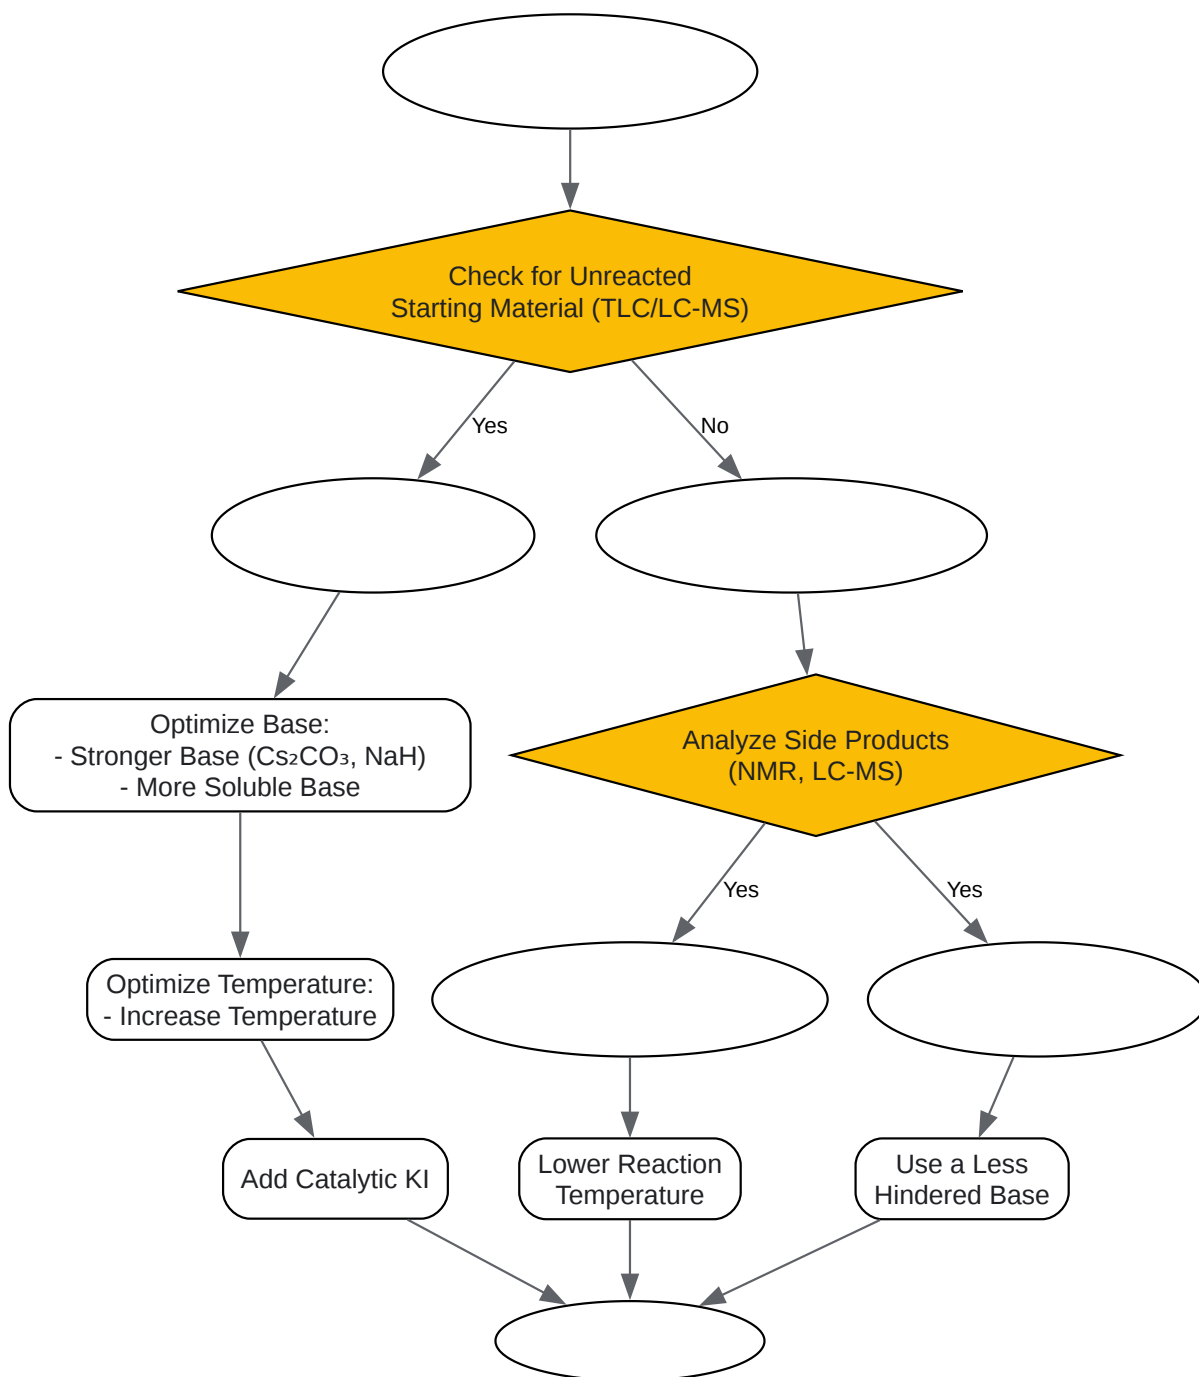 Check for Unreacted
Starting Material (TLC/LC-MS)
Yes
No
Optimize Base:
- Stronger Base (Cs₂CO₃, NaH)
- More Soluble Base
Analyze Side Products
(NMR, LC-MS)
Yes
Yes
Optimize Temperature:
- Increase Temperature
Add Catalytic KI
Lower Reaction
Temperature
Use a Less
Hindered Base